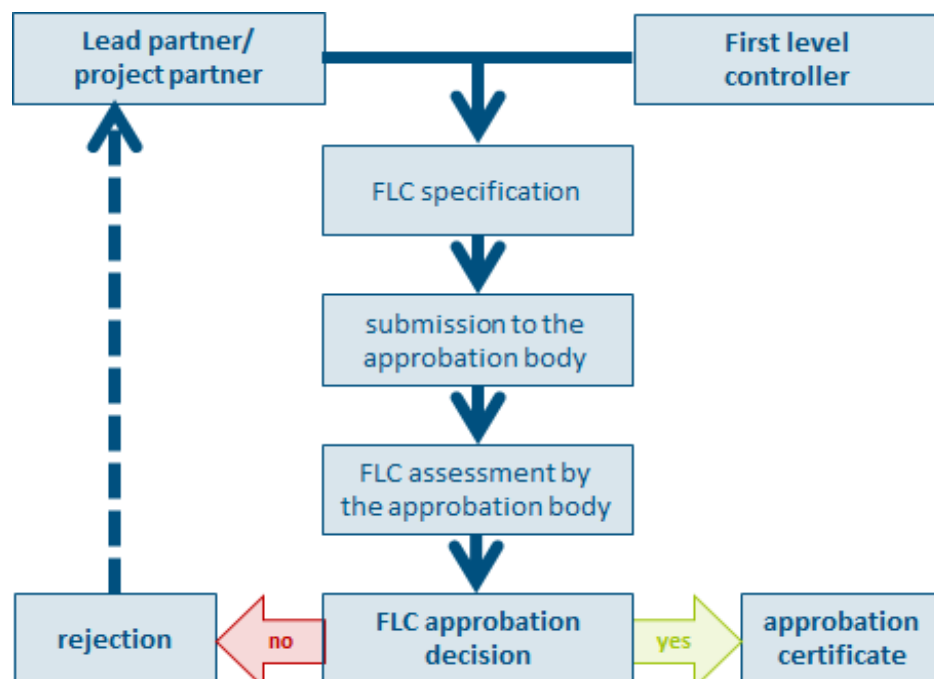 Lead partner/
project partner
First level
controller
FLC specification
submission to the
approbation body
FLC assessment by
the approbation body
rejection
no
FLC approbation
decision
yes
approbation
certificate